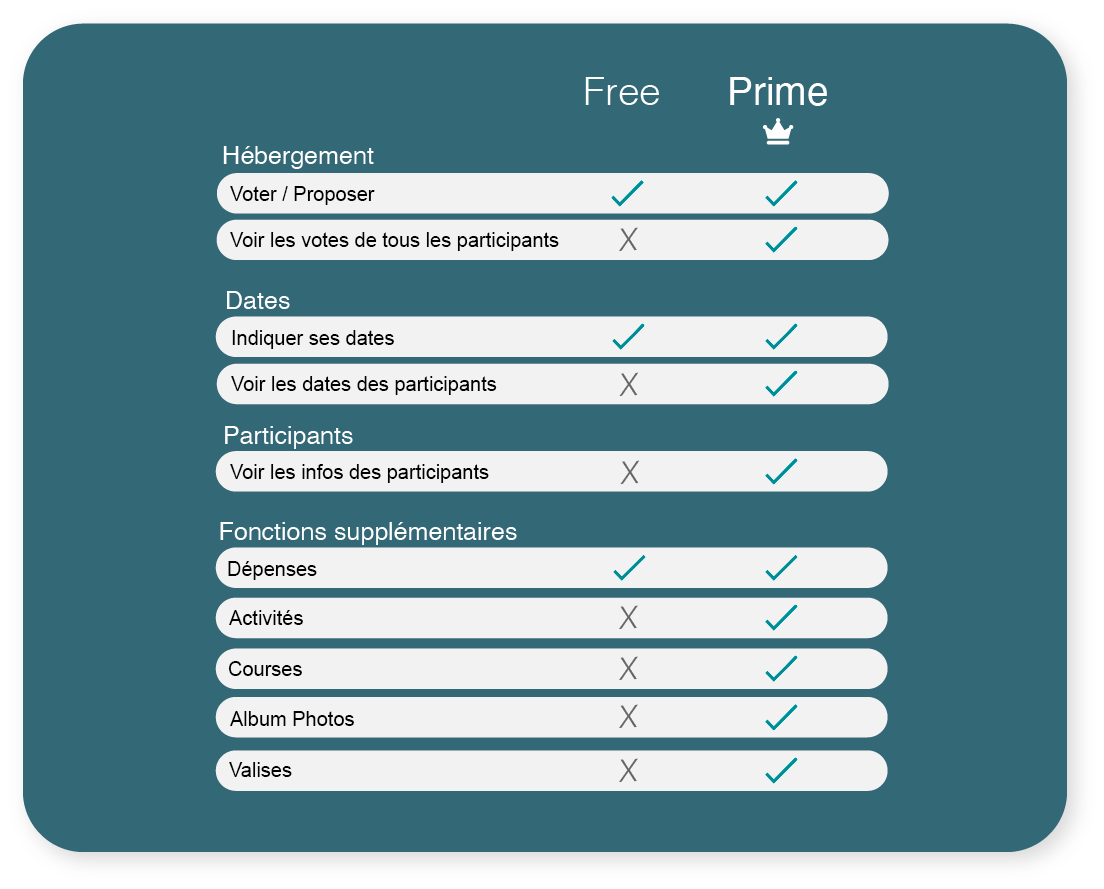 Free Prime
Hébergement
Voter / Proposer
Voir les votes de tous les participants X
Dates
Indiquer ses dates
Voir les dates des participants X
Participants
Voir les infos des participants X
Fonctions supplémentaires
Dépenses
Activités X
Courses X
Album Photos X
Valises X